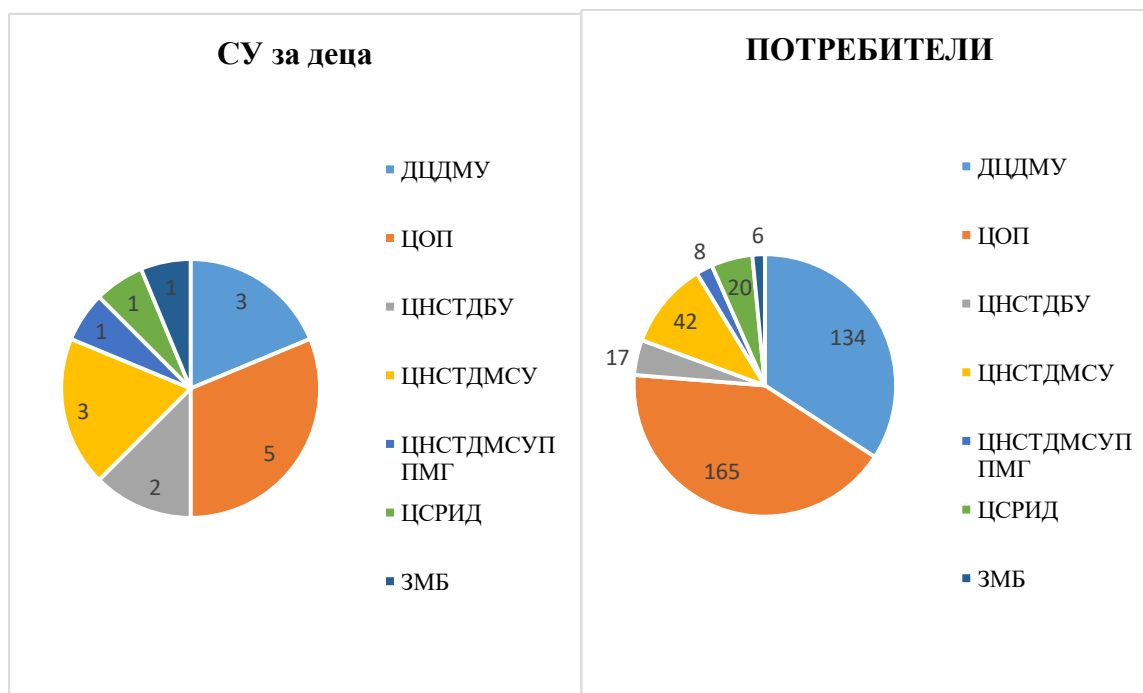 СУ за деца
3
5
2
3
1
1
1
ДЦДМУ
ЦОП
ЦНСТДБУ
ЦНСТДМСУ
ЦНСТДМСУП
ПМГ
ЦСРИД
ЗМБ
ПОТРЕБИТЕЛИ
134
165
17
42
8
20
6
ДЦДМУ
ЦОП
ЦНСТДБУ
ЦНСТДМСУ
ЦНСТДМСУП
ПМГ
ЦСРИД
ЗМБ